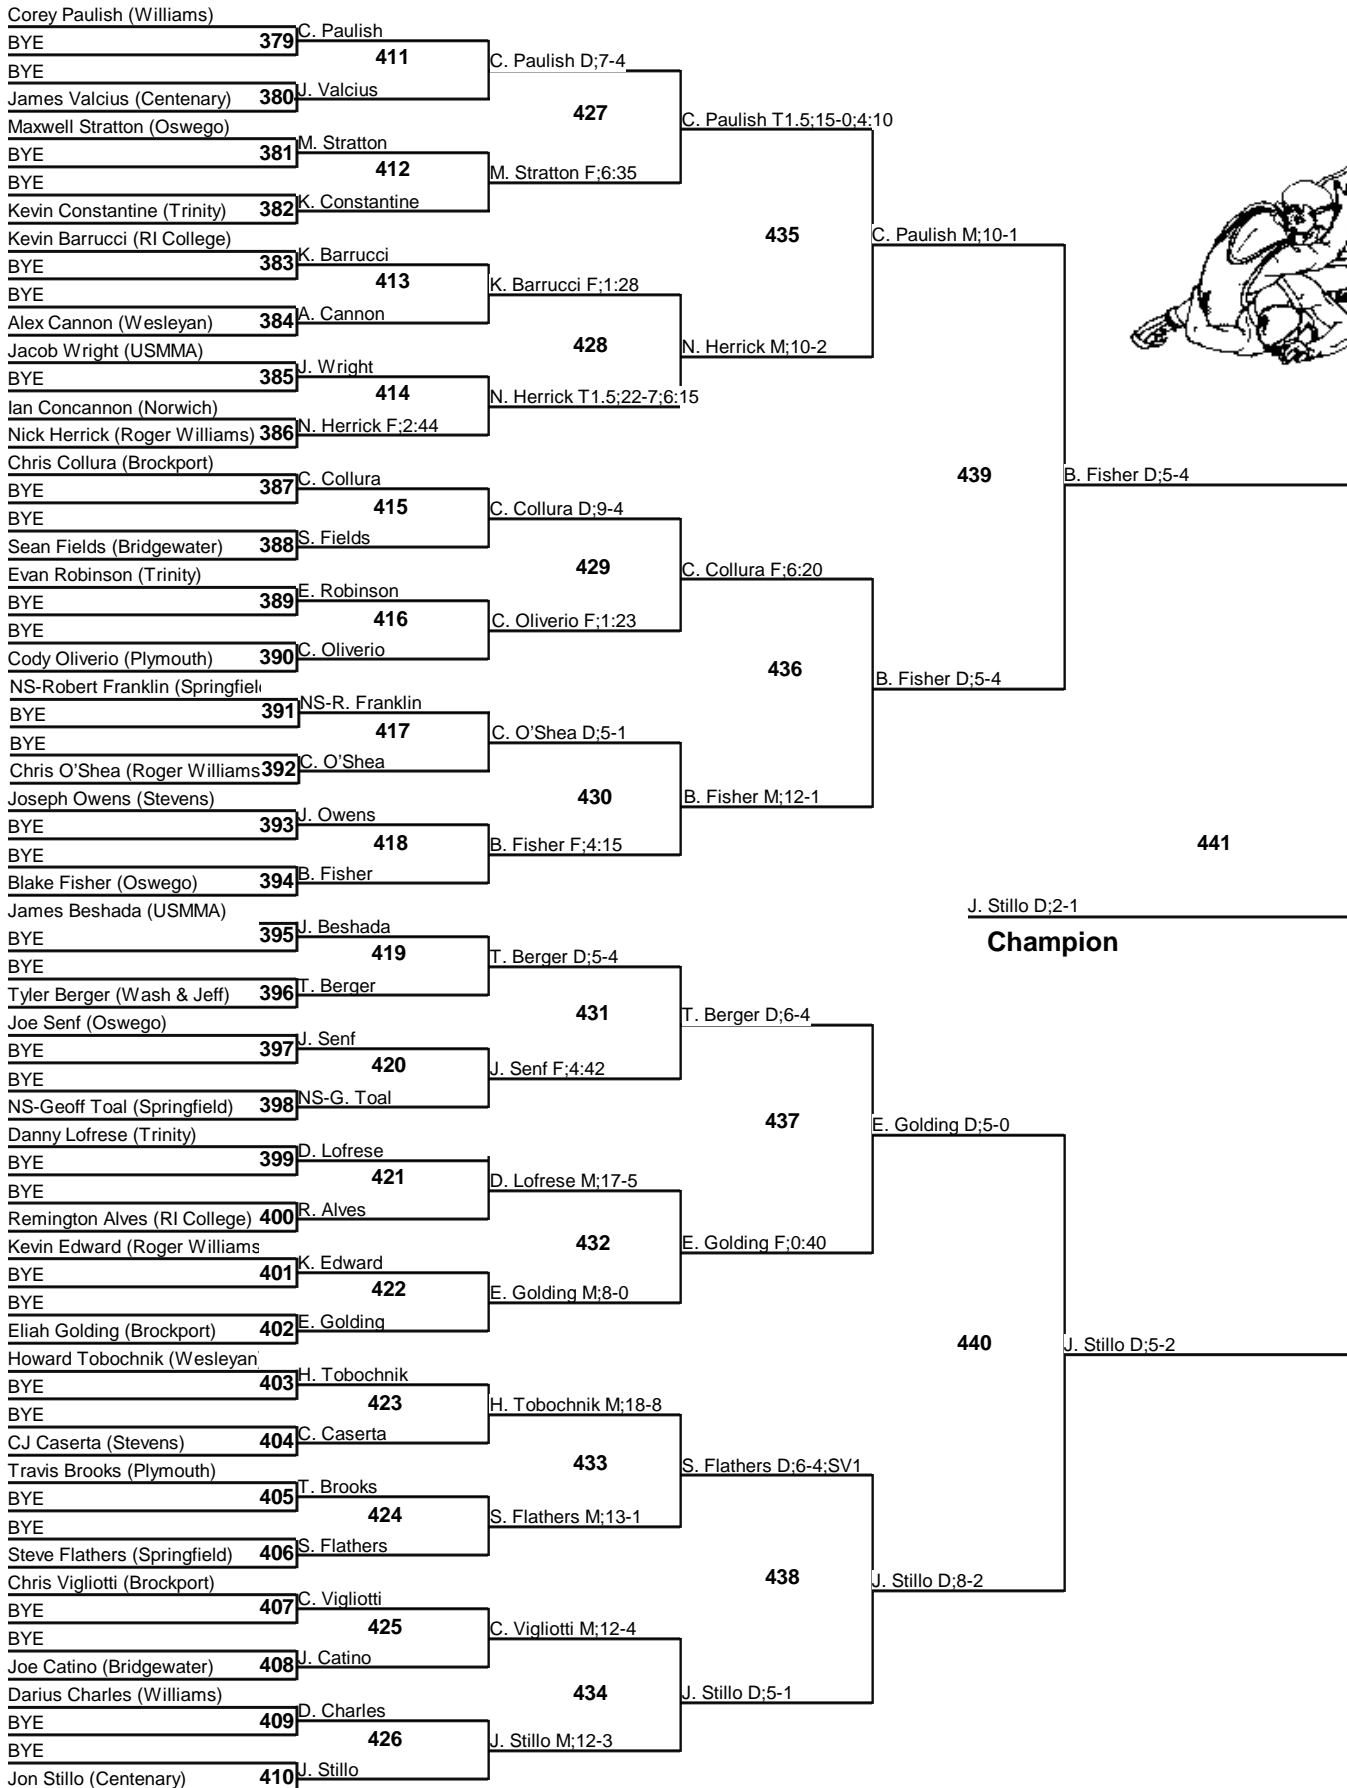 Corey Paulish (Williams)
BYE
379
C. Paulish
411
BYE
James Valcius (Centenary)
380
J. Valcius
C. Paulish D;7-4
427
Maxwell Stratton (Oswego)
BYE
381
M. Stratton
412
BYE
Kevin Constantine (Trinity)
382
K. Constantine
M. Stratton F;6:35
C. Paulish T1.5;15-0;4:10
435
Kevin Barrucci (RI College)
BYE
383
K. Barrucci
413
BYE
Alex Cannon (Wesleyan)
384
A. Cannon
K. Barrucci F;1:28
428
Jacob Wright (USMMA)
BYE
385
J. Wright
414
Ian Concannon (Norwich)
Nick Herrick (Roger Williams)
386
N. Herrick F;2:44
N. Herrick T1.5;22-7;6:15
N. Herrick M;10-2
C. Paulish M;10-1
439
Chris Collura (Brockport)
BYE
387
C. Collura
415
BYE
Sean Fields (Bridgewater)
388
S. Fields
C. Collura D;9-4
429
Evan Robinson (Trinity)
BYE
389
E. Robinson
416
BYE
Cody Oliverio (Plymouth)
390
C. Oliverio
C. Oliverio F;1:23
C. Collura F;6:20
436
NS-Robert Franklin (Springfiel
BYE
391
NS-R. Franklin
417
BYE
Chris O'Shea (Roger Williams
392
C. O'Shea
C. O'Shea D;5-1
430
Joseph Owens (Stevens)
BYE
393
J. Owens
418
BYE
Blake Fisher (Oswego)
394
B. Fisher
B. Fisher F;4:15
B. Fisher M;12-1
B. Fisher D;5-4
B. Fisher D;5-4
441
J. Stillo D;2-1
Champion
James Beshada (USMMA)
BYE
395
J. Beshada
419
BYE
Tyler Berger (Wash & Jeff)
396
T. Berger
T. Berger D;5-4
431
Joe Senf (Oswego)
BYE
397
J. Senf
420
BYE
NS-Geoff Toal (Springfield)
398
NS-G. Toal
J. Senf F;4:42
T. Berger D;6-4
437
Danny Lofrese (Trinity)
BYE
399
D. Lofrese
421
BYE
Remington Alves (RI College)
400
R. Alves
D. Lofrese M;17-5
432
Kevin Edward (Roger Williams
BYE
401
K. Edward
422
BYE
Eliah Golding (Brockport)
402
E. Golding
E. Golding M;8-0
E. Golding F;0:40
E. Golding D;5-0
440
Howard Tobochnik (Wesleyan
BYE
403
H. Tobochnik
423
BYE
CJ Caserta (Stevens)
404
C. Caserta
H. Tobochnik M;18-8
433
Travis Brooks (Plymouth)
BYE
405
T. Brooks
424
BYE
Steve Flathers (Springfield)
406
S. Flathers
S. Flathers M;13-1
S. Flathers D;6-4;SV1
438
Chris Vigliotti (Brockport)
BYE
407
C. Vigliotti
425
BYE
Joe Catino (Bridgewater)
408
J. Catino
C. Vigliotti M;12-4
434
Darius Charles (Williams)
BYE
409
D. Charles
426
BYE
Jon Stillo (Centenary)
410
J. Stillo
J. Stillo M;12-3
J. Stillo D;5-1
J. Stillo D;8-2
J. Stillo D;5-2